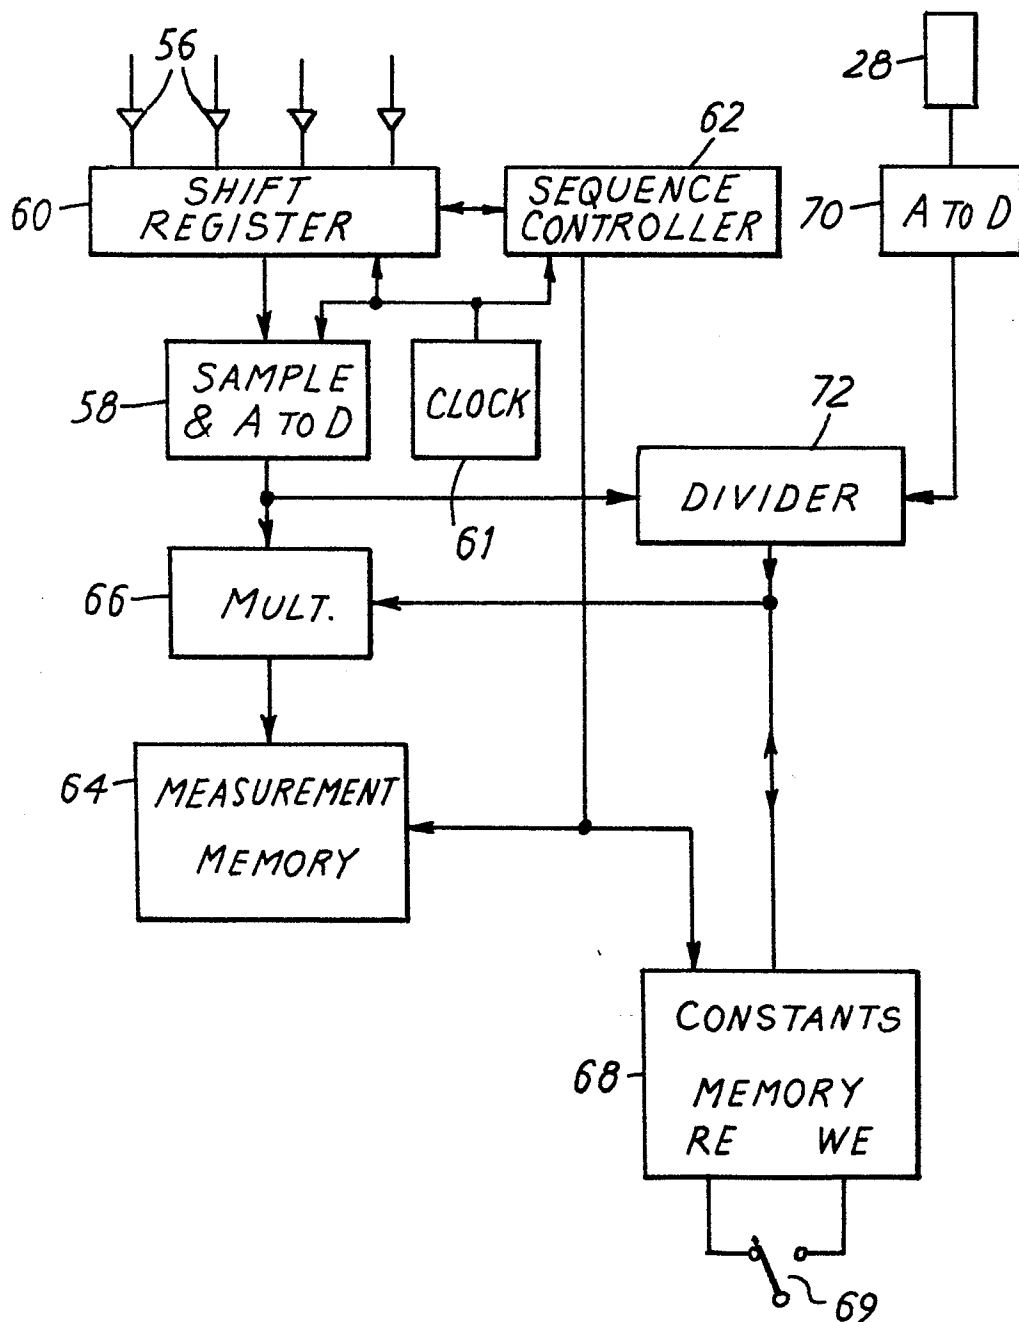 56
28
62
60
SHIFT
REGISTER
SEQUENCE
CONTROLLER
70
A TO D
58
SAMPLE
& A TO D
CLOCK
61
72
DIVIDER
66
MULT.
64
MEASUREMENT
MEMORY
68
CONSTANTS
MEMORY
RE WE
69